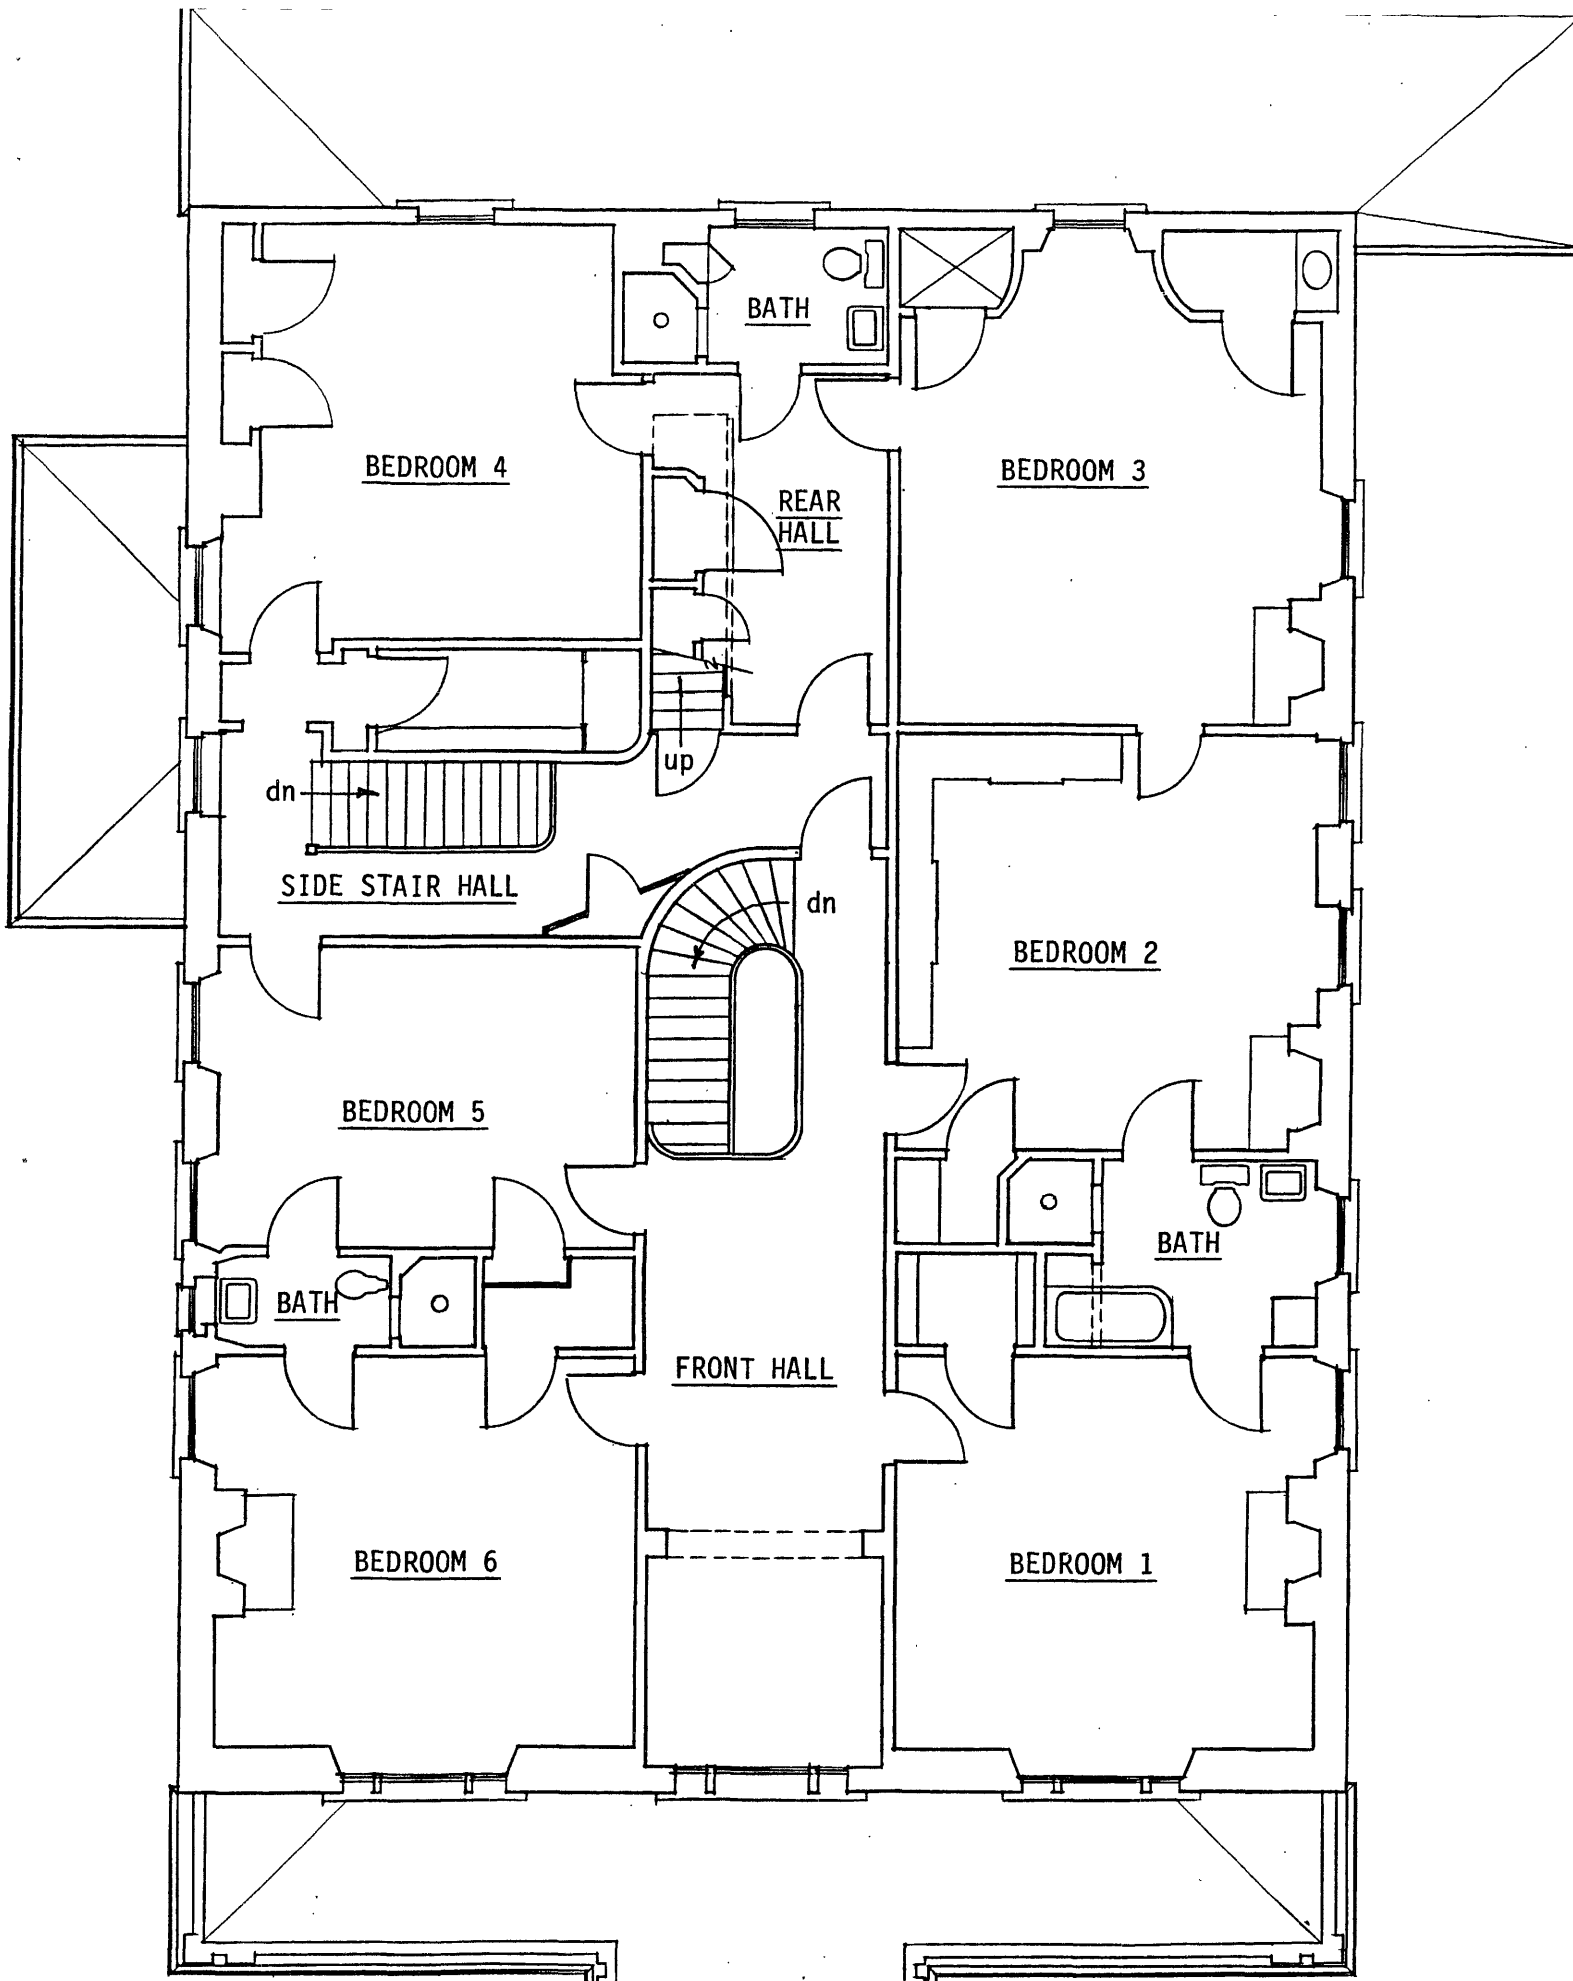 BATH
BEDROOM 4
BEDROOM 3
REAR
HALL
up
dn
SIDE STAIR HALL
dn
BEDROOM 2
BEDROOM 5
BATH
BATH
FRONT HALL
BEDROOM 6
BEDROOM 1